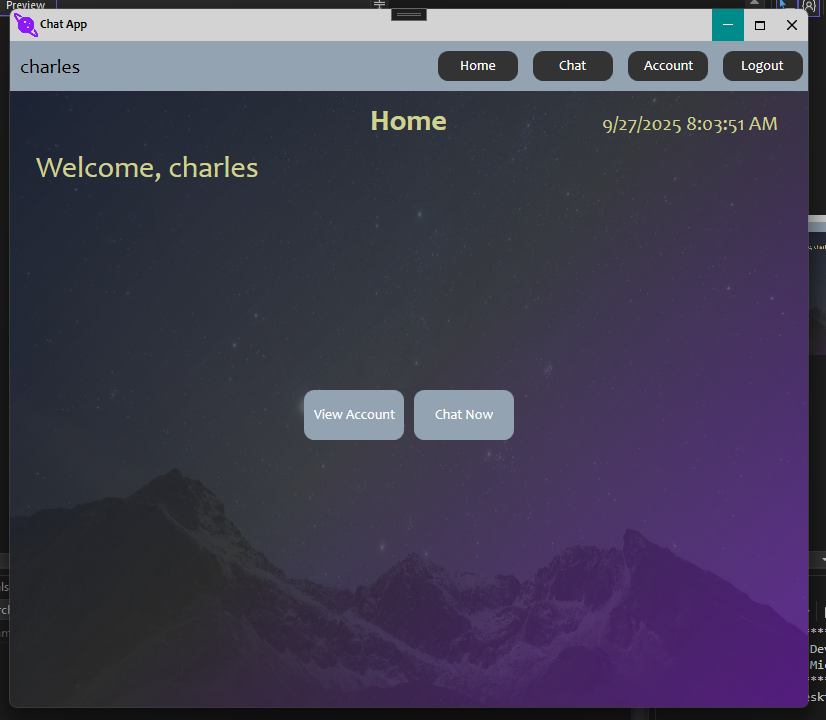 Preview
Chat App
charles
Home
Chat
Account
Logout
Home
9/27/2025 8:03:51 AM
Welcome, charles
View Account
Chat Now